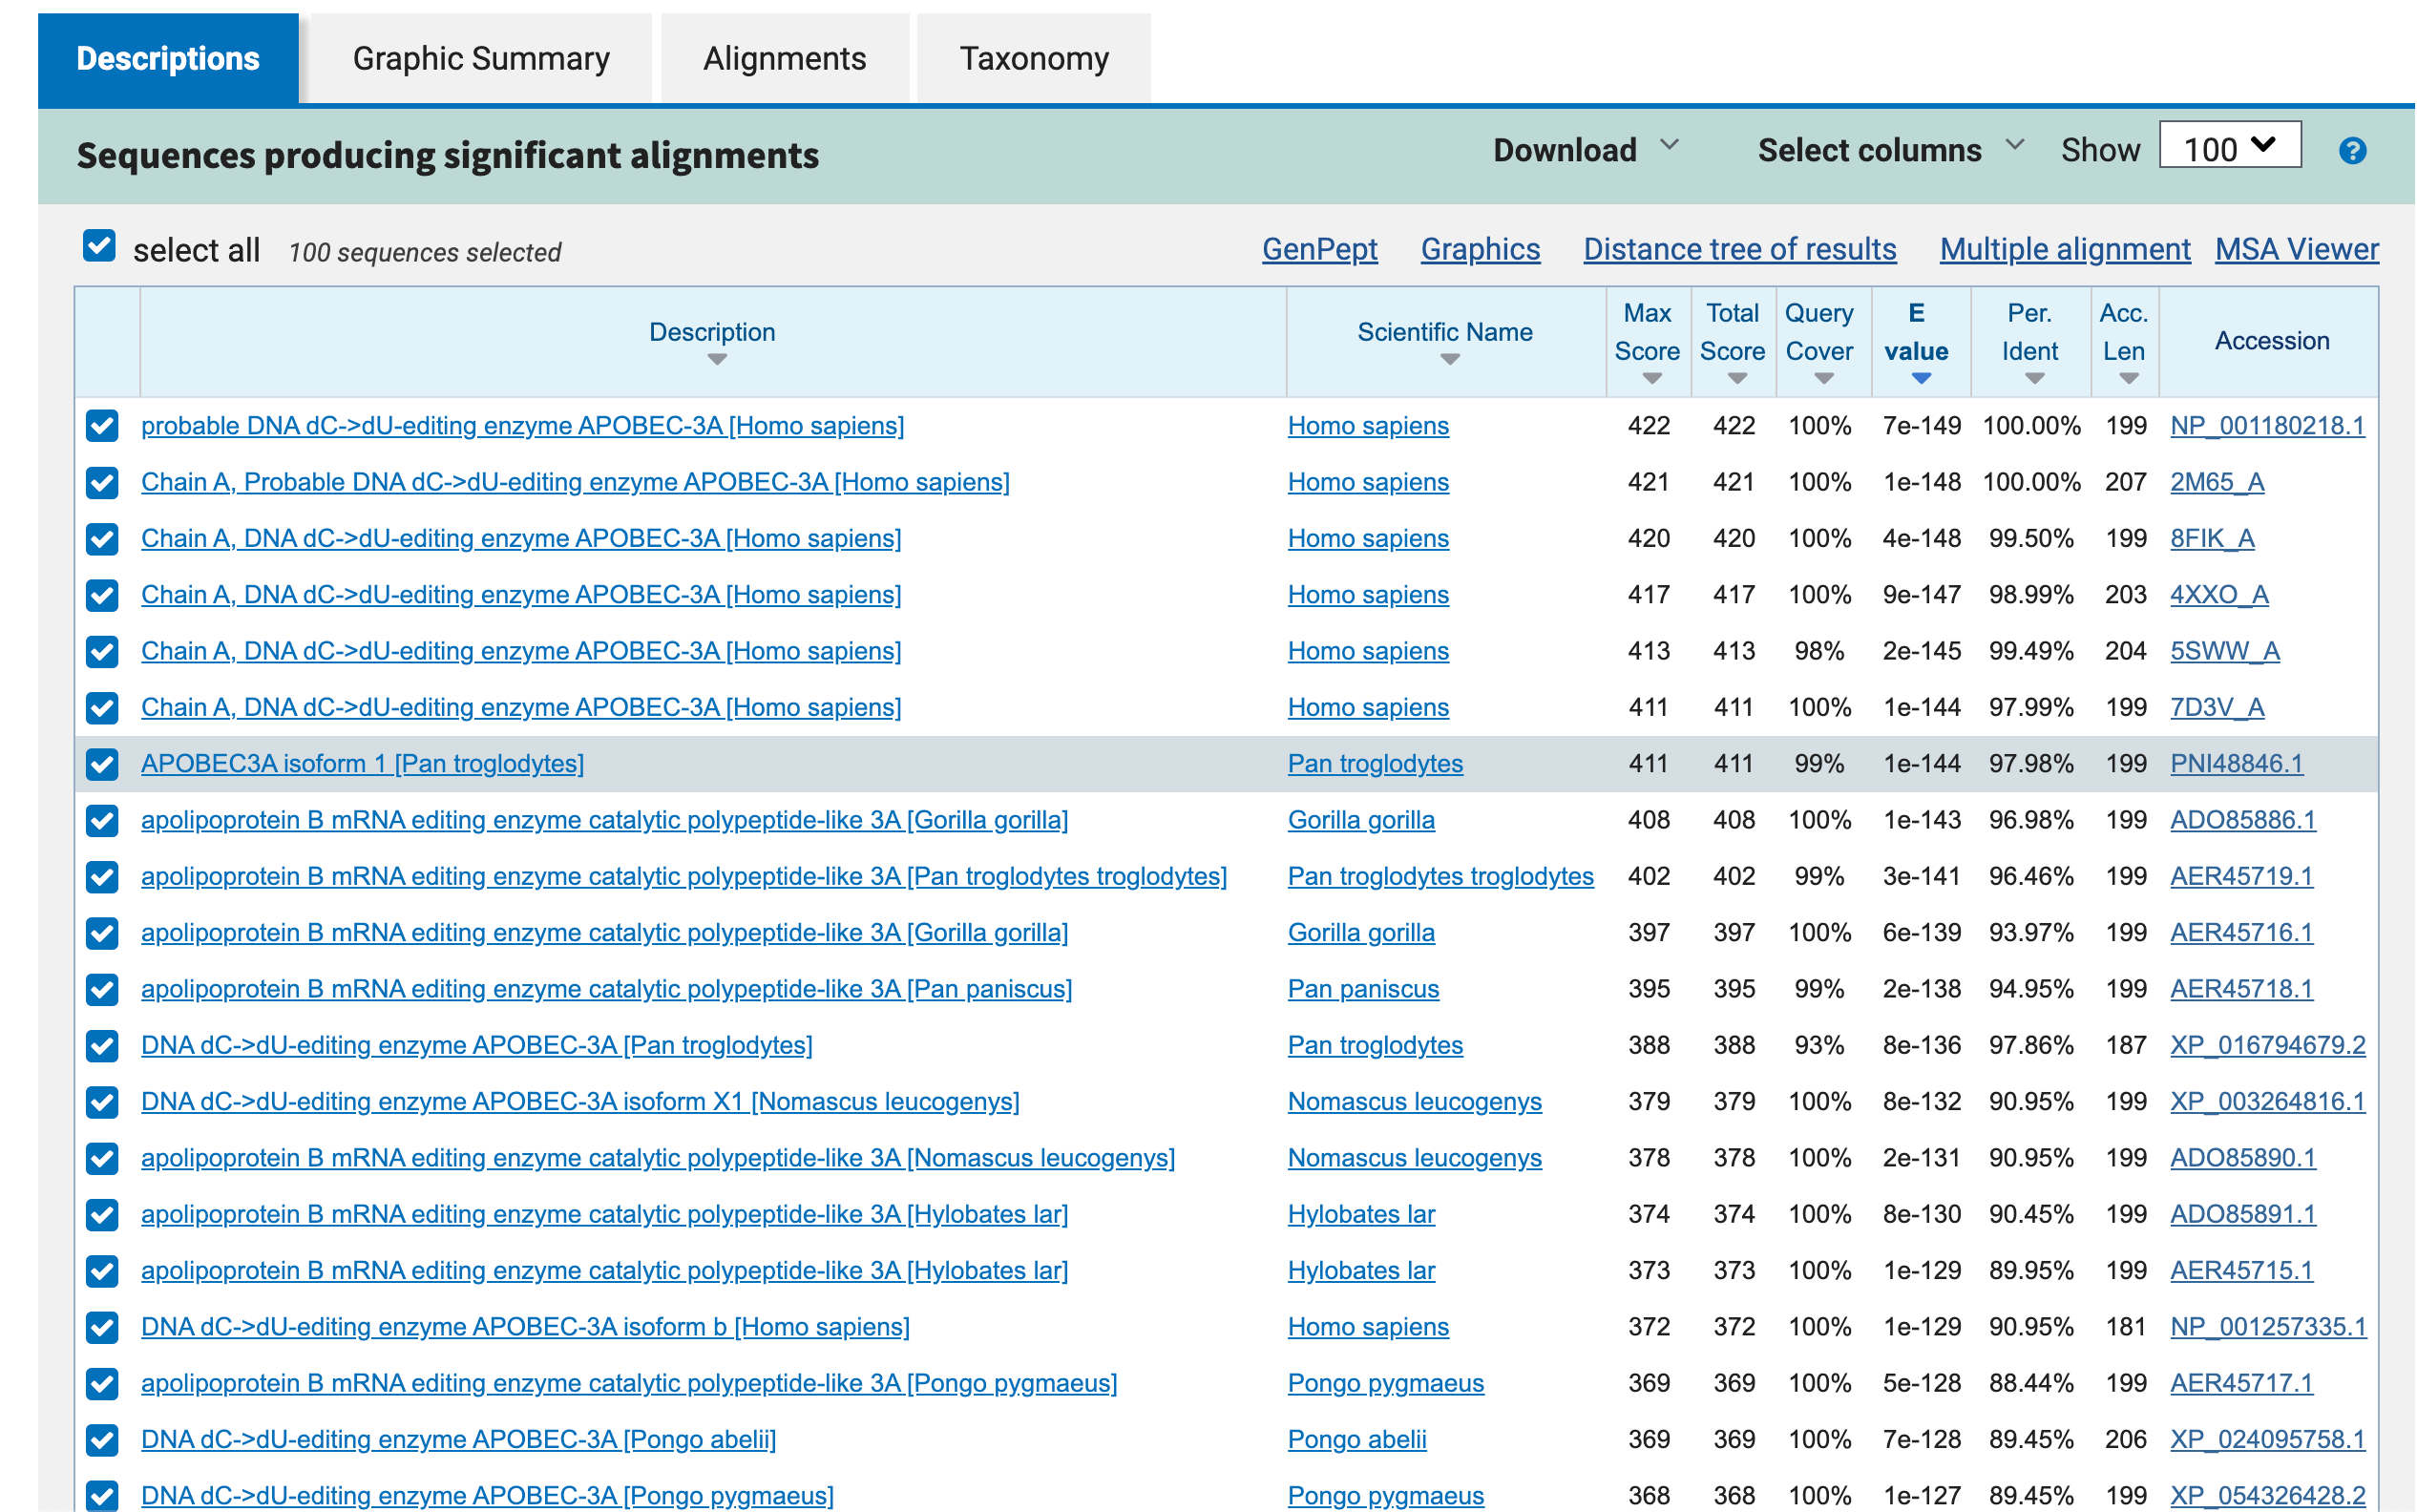 Descriptions Graphic Summary Alignments Taxonomy
Sequences producing significant alignments Download Select columns Show 100 ?
select all 100 sequences selected GenPept Graphics Distance tree of results Multiple alignment MSA Viewer
Description Scientific Name Max Score Total Score Query Cover E value Per. Ident Acc. Len Accession
probable DNA dC->dU-editing enzyme APOBEC-3A [Homo sapiens] Homo sapiens 422 422 100% 7e-149 100.00% 199 NP_001180218.1
Chain A, Probable DNA dC->dU-editing enzyme APOBEC-3A [Homo sapiens] Homo sapiens 421 421 100% 1e-148 100.00% 207 2M65_A
Chain A, DNA dC->dU-editing enzyme APOBEC-3A [Homo sapiens] Homo sapiens 420 420 100% 4e-148 99.50% 199 8FIK_A
Chain A, DNA dC->dU-editing enzyme APOBEC-3A [Homo sapiens] Homo sapiens 417 417 100% 9e-147 98.99% 203 4XXO_A
Chain A, DNA dC->dU-editing enzyme APOBEC-3A [Homo sapiens] Homo sapiens 413 413 98% 2e-145 99.49% 204 5SWW_A
Chain A, DNA dC->dU-editing enzyme APOBEC-3A [Homo sapiens] Homo sapiens 411 411 100% 1e-144 97.99% 199 7D3V_A
APOBEC3A isoform 1 [Pan troglodytes] Pan troglodytes 411 411 99% 1e-144 97.98% 199 PNI48846.1
apolipoprotein B mRNA editing enzyme catalytic polypeptide-like 3A [Gorilla gorilla] Gorilla gorilla 408 408 100% 1e-143 96.98% 199 ADO85886.1
apolipoprotein B mRNA editing enzyme catalytic polypeptide-like 3A [Pan troglodytes troglodytes] Pan troglodytes troglodytes 402 402 99% 3e-141 96.46% 199 AER45719.1
apolipoprotein B mRNA editing enzyme catalytic polypeptide-like 3A [Gorilla gorilla] Gorilla gorilla 397 397 100% 6e-139 93.97% 199 AER45716.1
apolipoprotein B mRNA editing enzyme catalytic polypeptide-like 3A [Pan paniscus] Pan paniscus 395 395 99% 2e-138 94.95% 199 AER45718.1
DNA dC->dU-editing enzyme APOBEC-3A [Pan troglodytes] Pan troglodytes 388 388 93% 8e-136 97.86% 187 XP_016794679.2
DNA dC->dU-editing enzyme APOBEC-3A isoform X1 [Nomascus leucogenys] Nomascus leucogenys 379 379 100% 8e-132 90.95% 199 XP_003264816.1
apolipoprotein B mRNA editing enzyme catalytic polypeptide-like 3A [Nomascus leucogenys] Nomascus leucogenys 378 378 100% 2e-131 90.95% 199 ADO85890.1
apolipoprotein B mRNA editing enzyme catalytic polypeptide-like 3A [Hylobates lar] Hylobates lar 374 374 100% 8e-130 90.45% 199 ADO85891.1
apolipoprotein B mRNA editing enzyme catalytic polypeptide-like 3A [Hylobates lar] Hylobates lar 373 373 100% 1e-129 89.95% 199 AER45715.1
DNA dC->dU-editing enzyme APOBEC-3A isoform b [Homo sapiens] Homo sapiens 372 372 100% 1e-129 90.95% 181 NP_001257335.1
apolipoprotein B mRNA editing enzyme catalytic polypeptide-like 3A [Pongo pygmaeus] Pongo pygmaeus 369 369 100% 5e-128 88.44% 199 AER45717.1
DNA dC->dU-editing enzyme APOBEC-3A [Pongo abelii] Pongo abelii 369 369 100% 7e-128 89.45% 206 XP_024095758.1
DNA dC->dU-editing enzyme APOBEC-3A [Pongo pygmaeus] Pongo pygmaeus 368 368 100% 1e-127 89.45% 199 XP_054326428.2